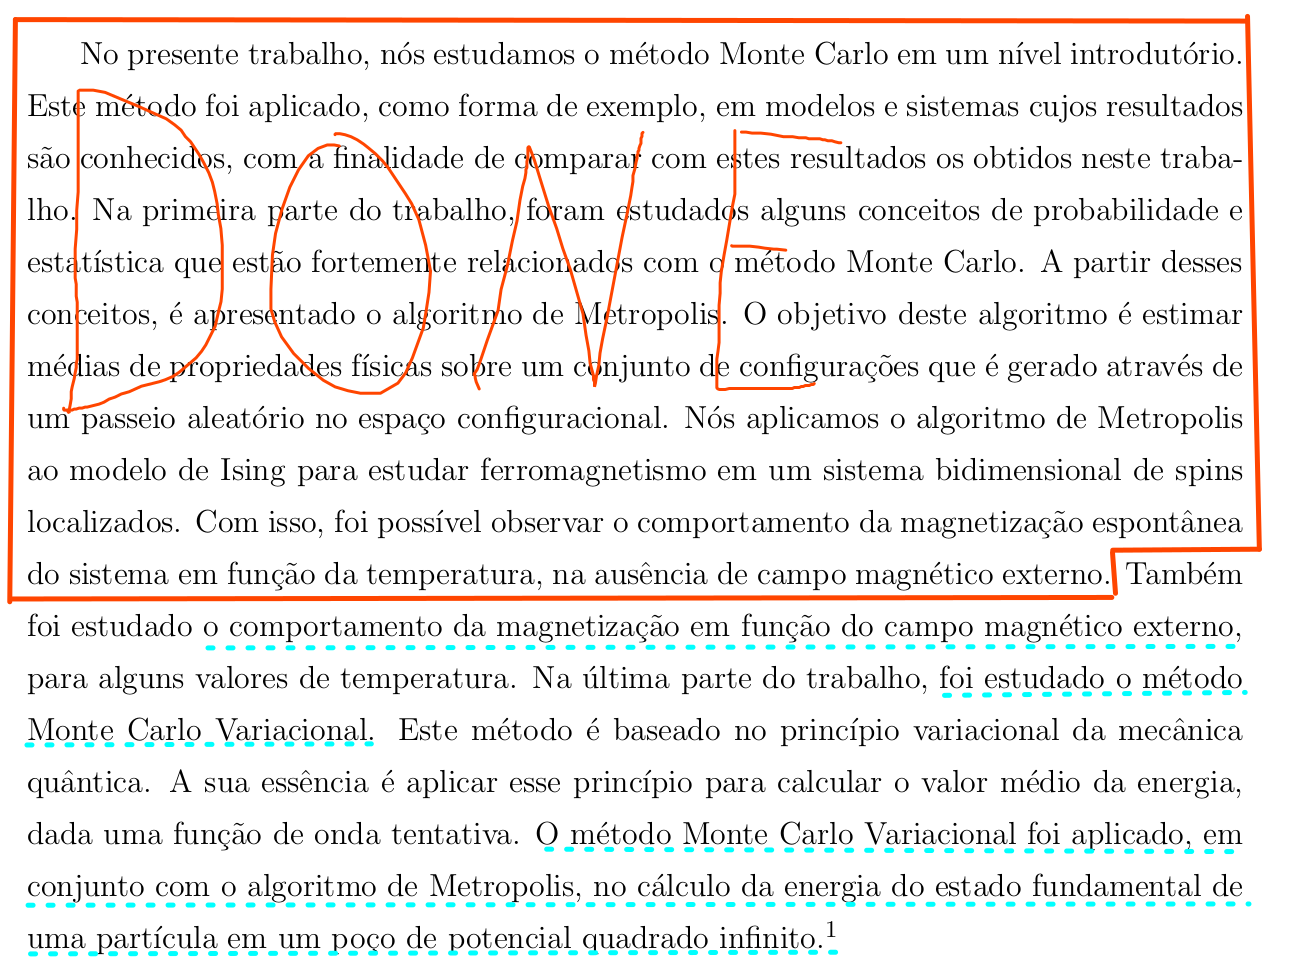 No presente trabalho, nós estudamos o método Monte Carlo em um nível introdutório.
Este método foi aplicado, como forma de exemplo, em modelos e sistemas cujos resultados
são conhecidos, com a finalidade de comparar com estes resultados os obtidos neste traba-
lho. Na primeira parte do trabalho, foram estudados alguns conceitos de probabilidade e
estatística que estão fortemente relacionados com o método Monte Carlo. A partir desses
conceitos, é apresentado o algoritmo de Metropolis. O objetivo deste algoritmo é estimar
médias de propriedades físicas sobre um conjunto de configurações que é gerado através de
um passeio aleatório no espaço configuracional. Nós aplicamos o algoritmo de Metropolis
ao modelo de Ising para estudar ferromagnetismo em um sistema bidimensional de spins
localizados. Com isso, foi possível observar o comportamento da magnetização espontânea
do sistema em função da temperatura, na ausência de campo magnético externo. Também
foi estudado o comportamento da magnetização em função do campo magnético externo,
para alguns valores de temperatura. Na última parte do trabalho, foi estudado o método
Monte Carlo Variacional. Este método é baseado no princípio variacional da mecânica
quântica. A sua essência é aplicar esse princípio para calcular o valor médio da energia,
dada uma função de onda tentativa. O método Monte Carlo Variacional foi aplicado, em
conjunto com o algoritmo de Metropolis, no cálculo da energia do estado fundamental de
uma partícula em um poço de potencial quadrado infinito.¹
DONE